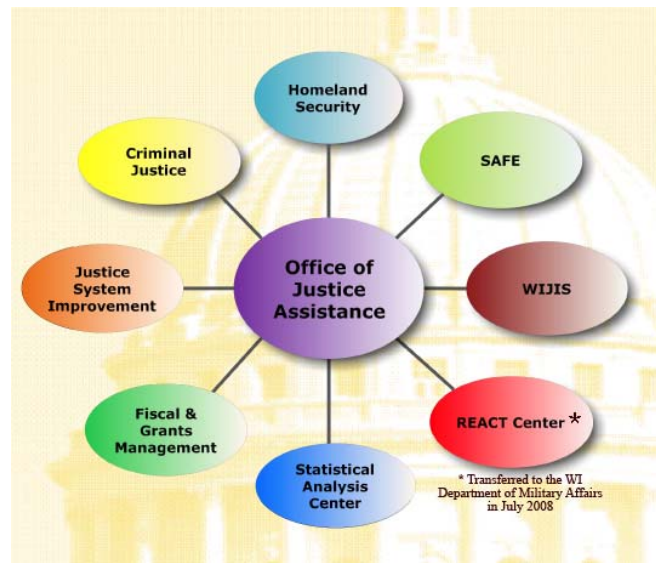 Homeland
Security
Criminal
Justice
SAFE
Office of
Justice
Assistance
Justice
System
Improvement
WIJIS
Fiscal &
Grants
Management
REACT Center *
Statistical
Analysis
Center
* Transferred to the WI
Department of Military Affairs
in July 2008